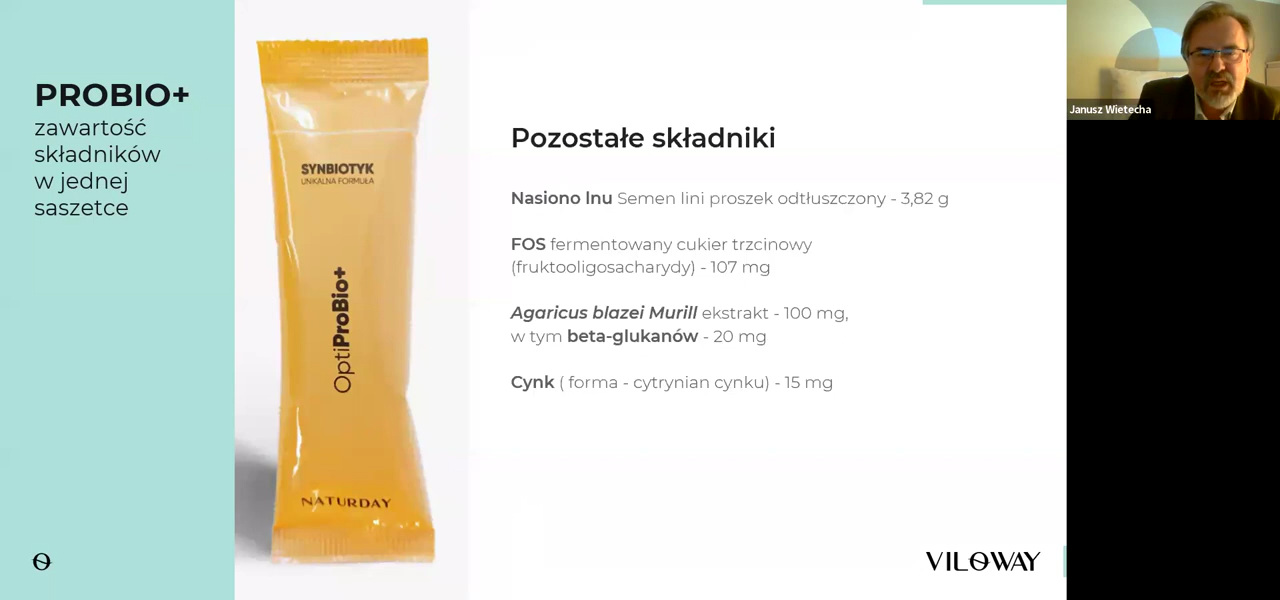 PROBIO+
zawartość
składników
w jednej
saszetce
SYNBIOTYK
UNIKALNA FORMUŁA
OptiProBio+
NATURDAY
Pozostałe składniki
Nasiono lnu Semen lini proszek odtłuszczony - 3,82 g
FOS fermentowany cukier trzcinowy
(fruktooligosacharydy) - 107 mg
Agaricus blazei Murill ekstrakt - 100 mg,
w tym beta-glukanów - 20 mg
Cynk ( forma - cytrynian cynku) - 15 mg
VILOWAY
Janusz Wietecha